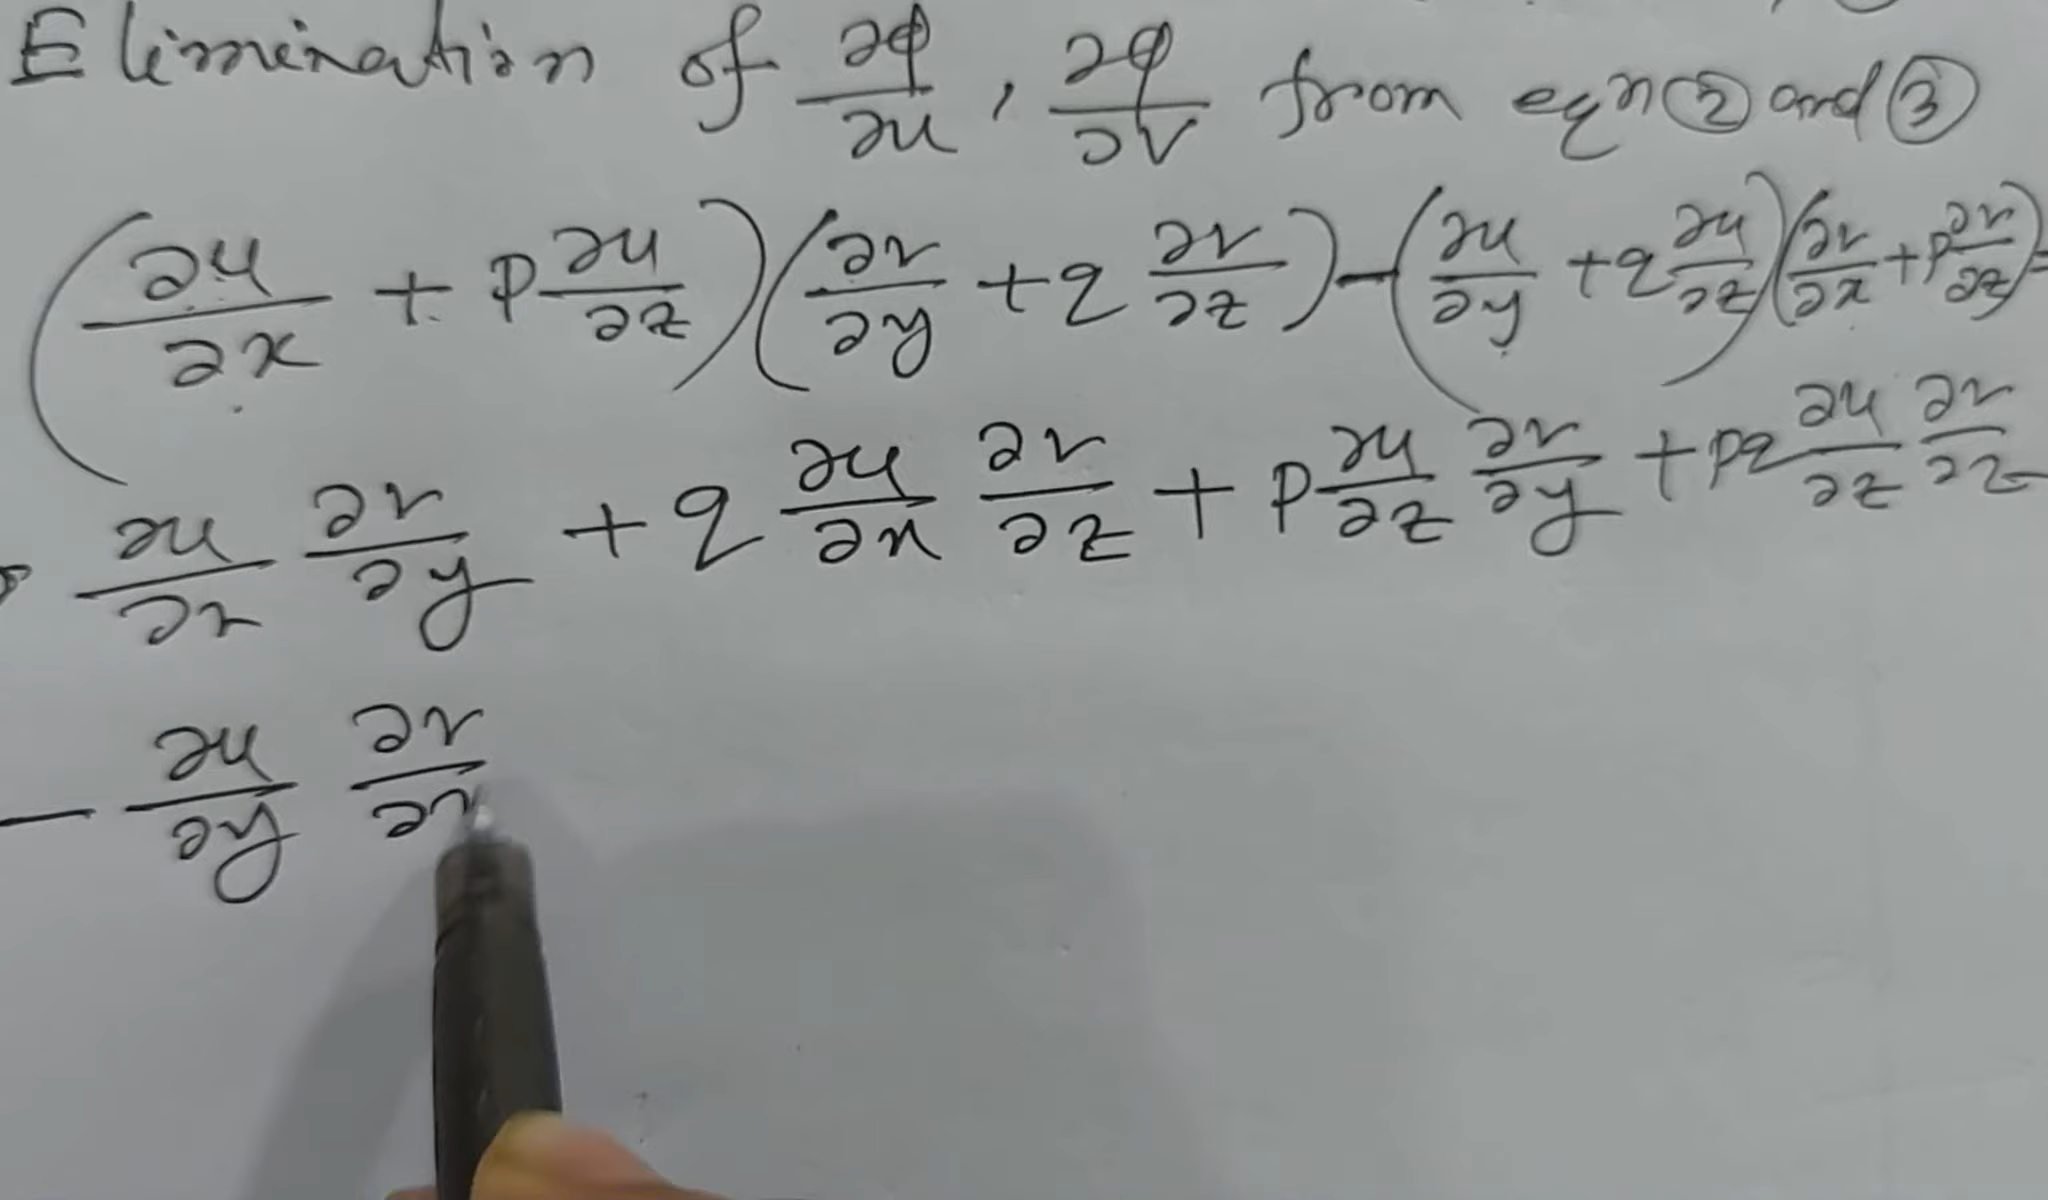 Elimination of ∂φ/∂u, ∂φ/∂v from eqn ② and ③
(∂u/∂x + p ∂u/∂z)(∂v/∂y + q ∂v/∂z) - (∂u/∂y + q ∂u/∂z)(∂v/∂x + p ∂v/∂z) =
∂u/∂x ∂v/∂y + q ∂u/∂x ∂v/∂z + p ∂u/∂z ∂v/∂y + pq ∂u/∂z ∂v/∂z
- ∂u/∂y ∂v/∂x